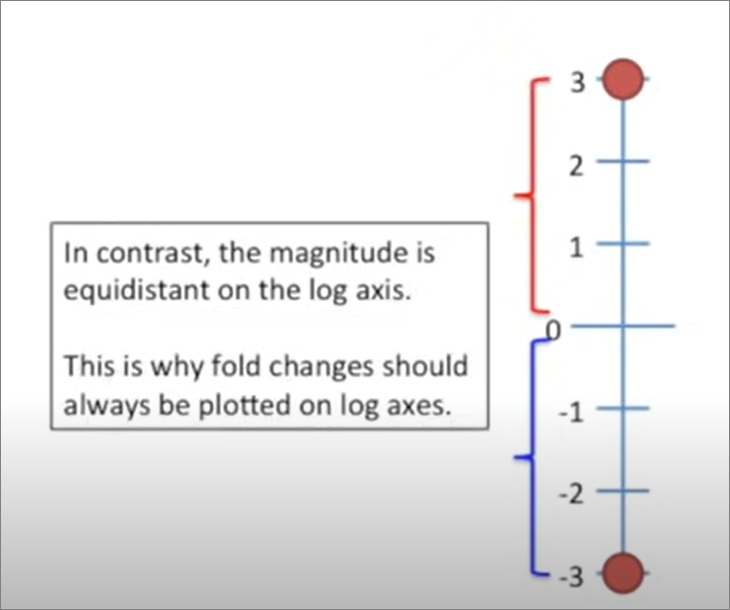 In contrast, the magnitude is
equidistant on the log axis.
This is why fold changes should
always be plotted on log axes.
3
2
1
0
-1
-2
-3